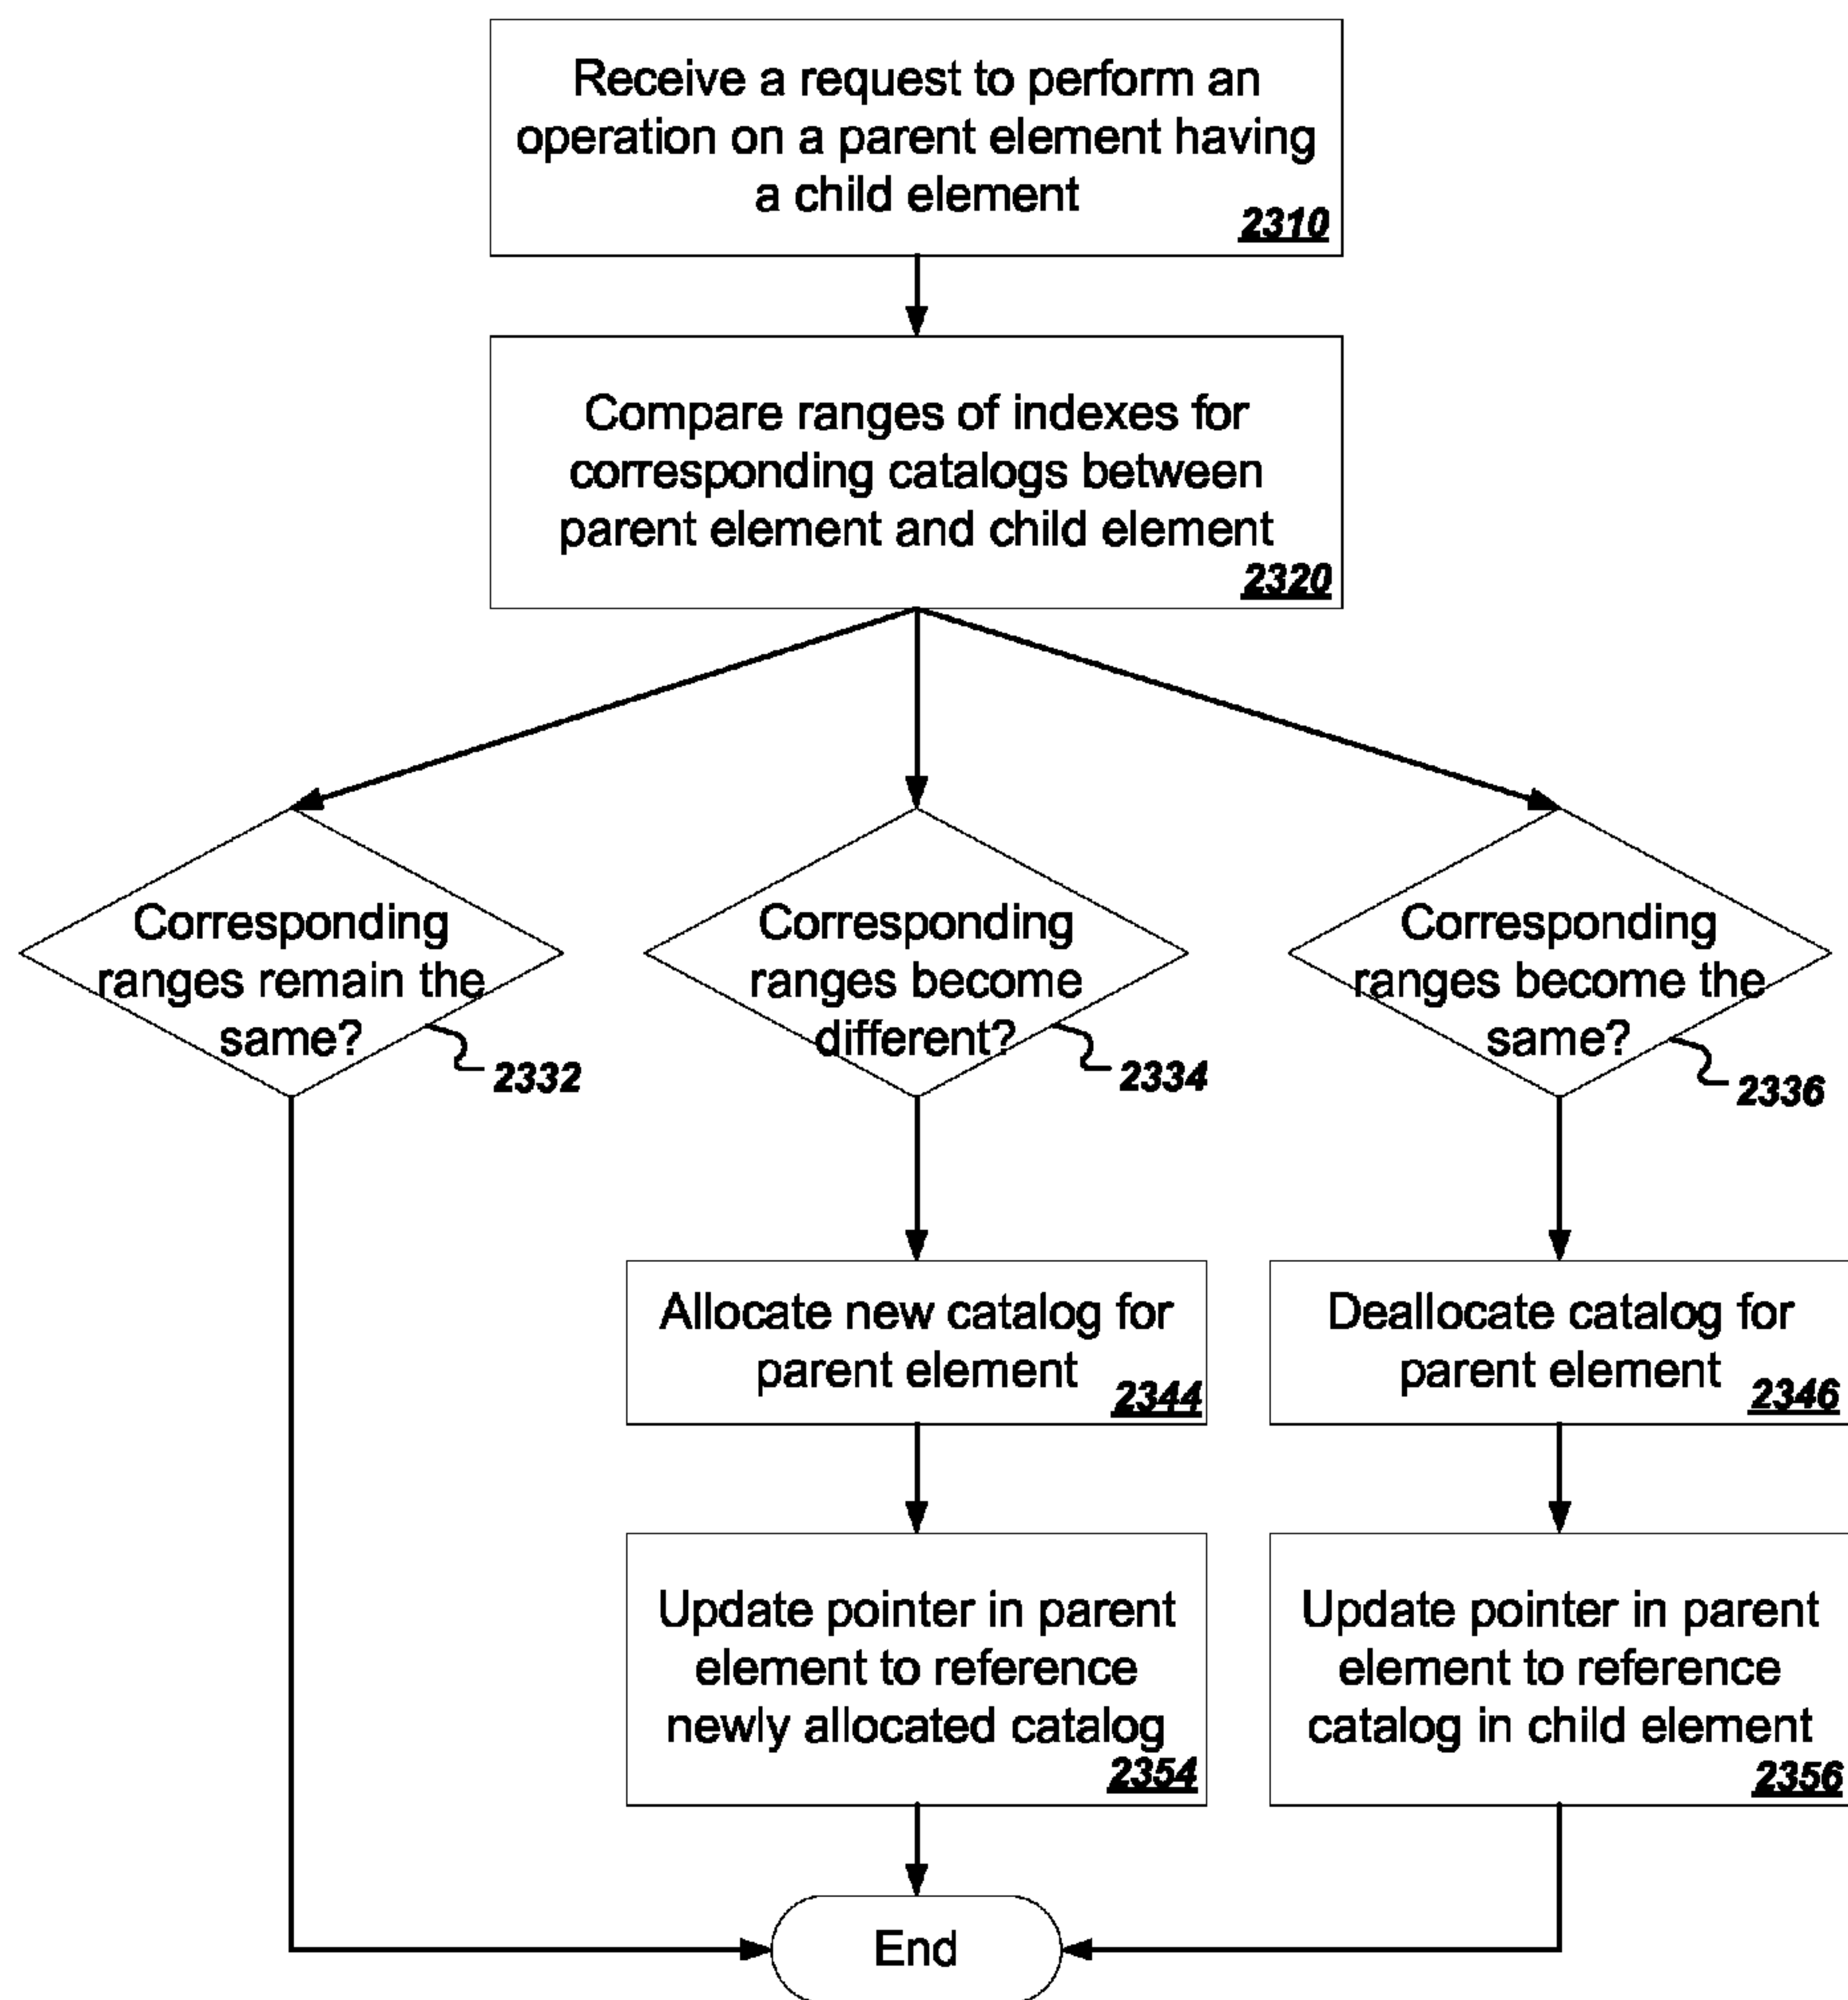 Receive a request to perform an
operation on a parent element having
a child element
2310
Compare ranges of indexes for
corresponding catalogs between
parent element and child element
2320
Corresponding
ranges remain the
same?
2332
Corresponding
ranges become
different?
2334
Corresponding
ranges become the
same?
2336
Allocate new catalog for
parent element
2344
Deallocate catalog for
parent element
2346
Update pointer in parent
element to reference
newly allocated catalog
2354
Update pointer in parent
element to reference
catalog in child element
2356
End